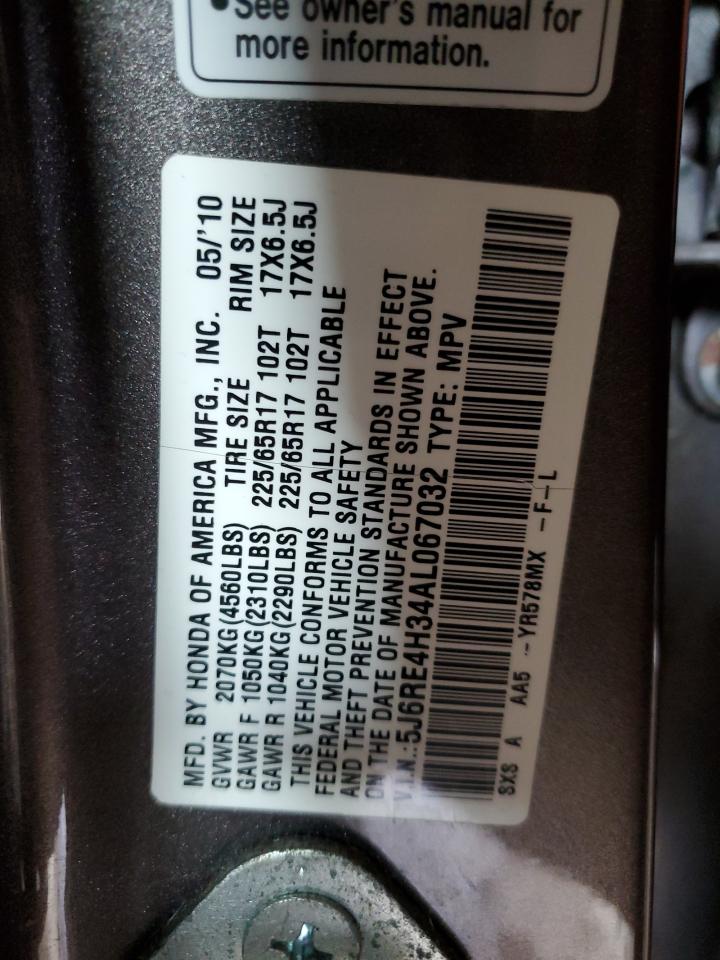 •See owner's manual for
more information.
MFD. BY HONDA OF AMERICA MFG., INC. 05/'10
GVWR 2070KG(4560LBS) TIRE SIZE RIM SIZE
GAWR F 1050KG(2310LBS) 225/65R17 102T 17X6.5J
GAWR R 1040KG(2290LBS) 225/65R17 102T 17X6.5J
THIS VEHICLE CONFORMS TO ALL APPLICABLE
FEDERAL MOTOR VEHICLE SAFETY
AND THEFT PREVENTION STANDARDS IN EFFECT
ON THE DATE OF MANUFACTURE SHOWN ABOVE.
V.I.N.:5J6RE4H34AL067032 TYPE: MPV
SXS A AA5 -YR578MX -F-L